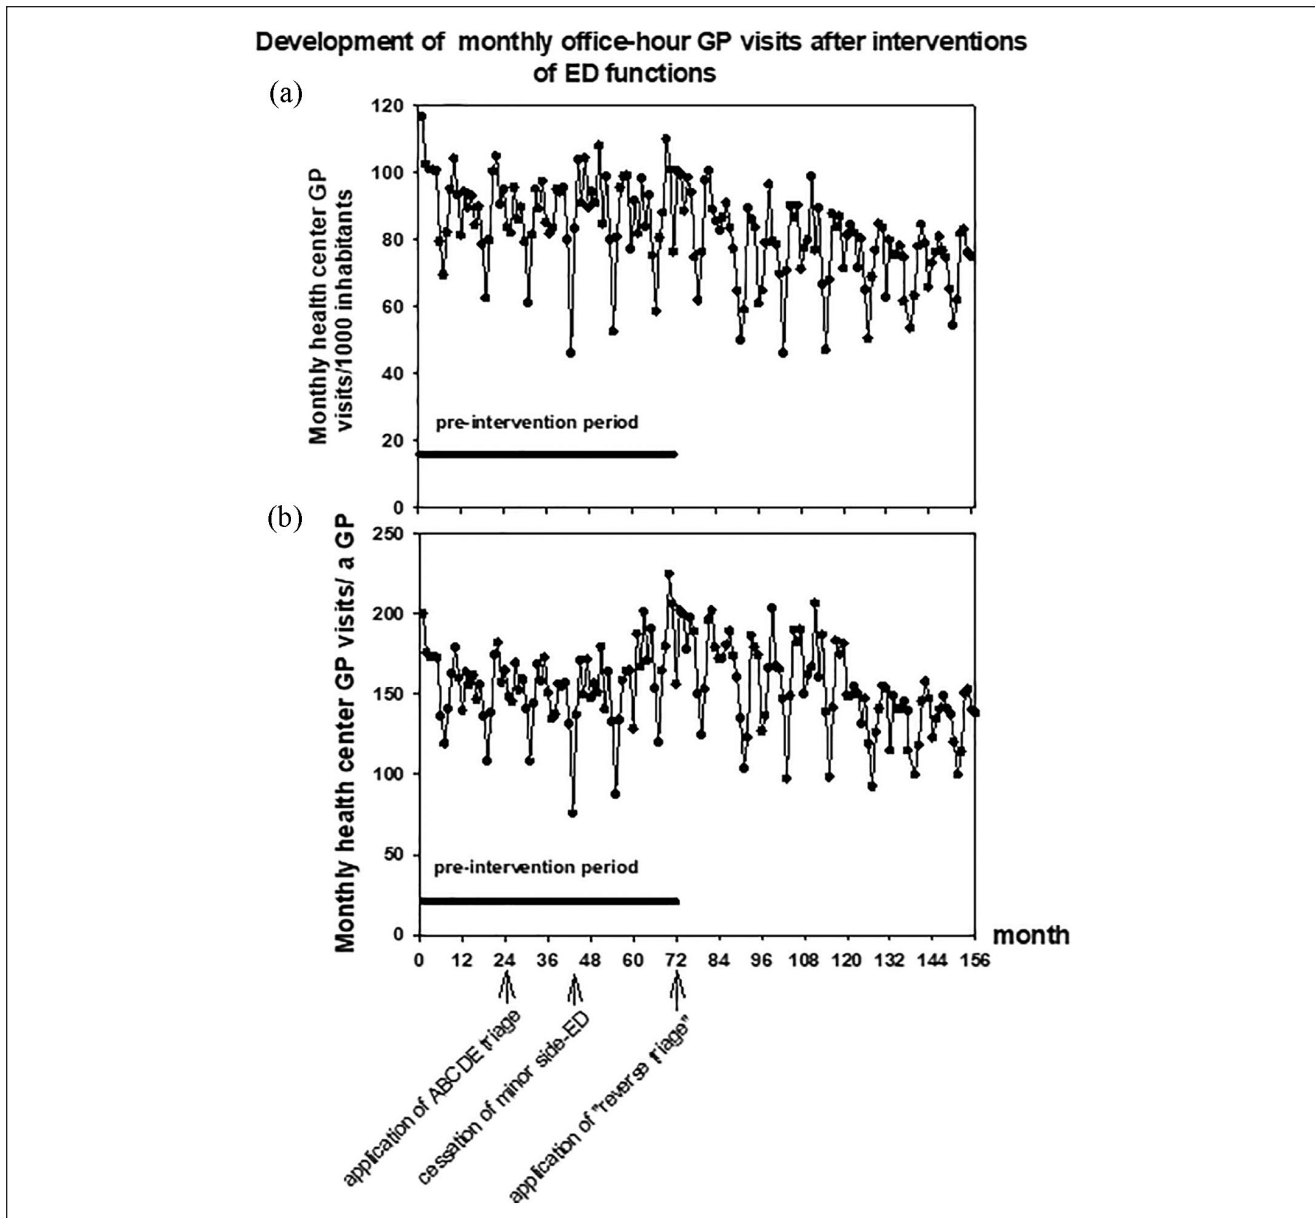 Development of monthly office-hour GP visits after interventions
of ED functions
(a)
Monthly health center GP
visits/1000 inhabitants
120
100
80
60
40
20
0
pre-intervention period
(b)
Monthly health center GP visits/ a GP
250
200
150
100
50
0
pre-intervention period
0 12 24 36 48 60 72 84 96 108 120 132 144 156
month
application of ABCDE triage
cessation of minor side-ED
application of "reverse triage"